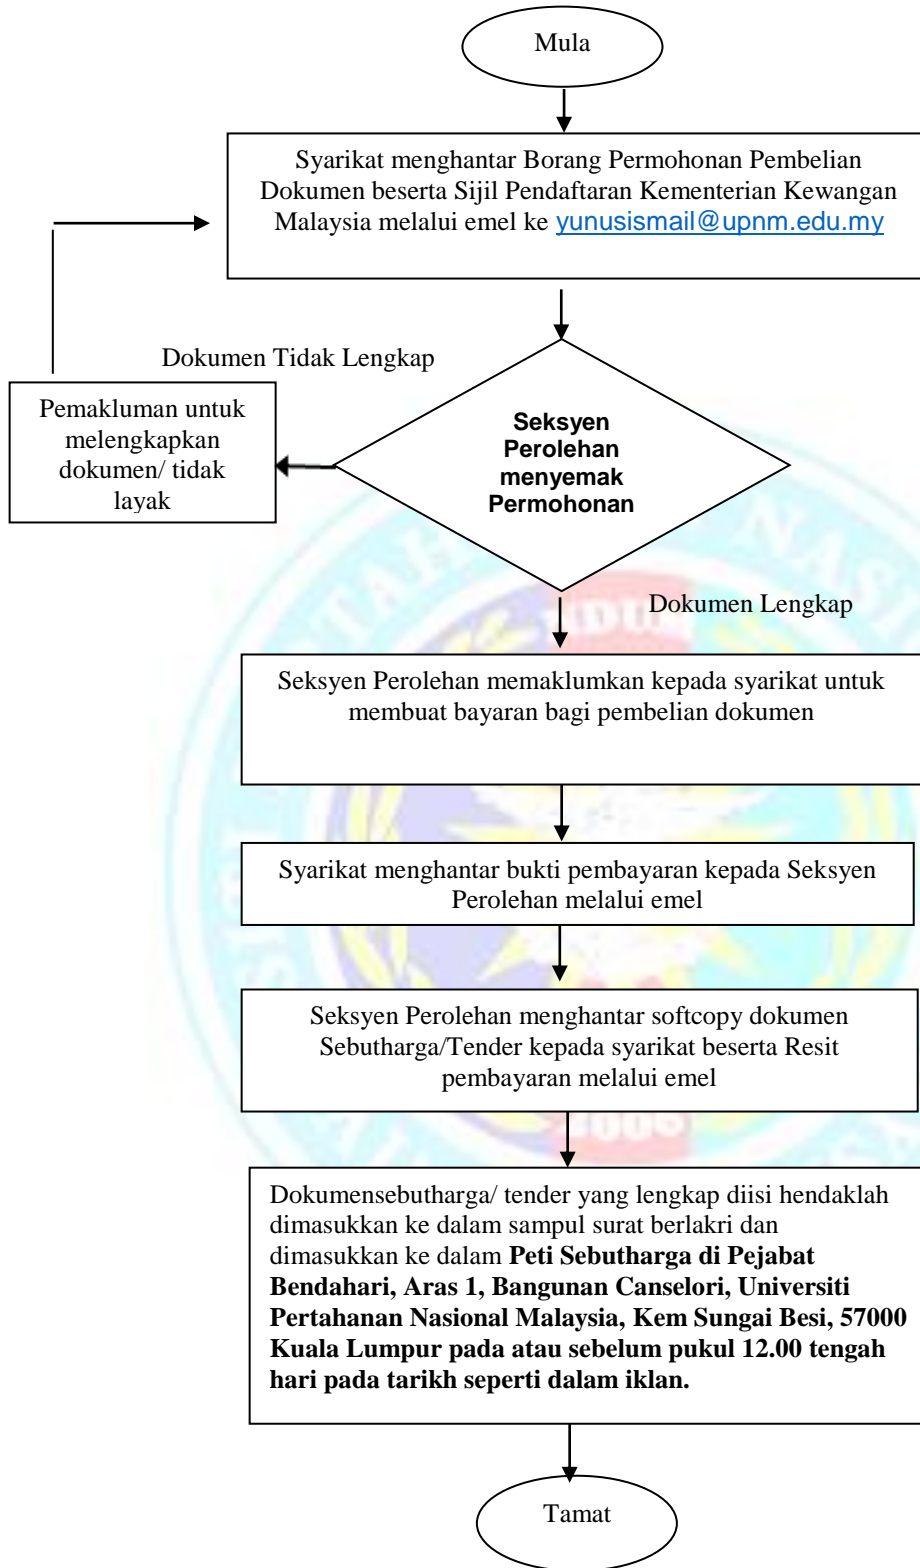 Mula
Syarikat menghantar Borang Permohonan Pembelian
Dokumen beserta Sijil Pendaftaran Kementerian Kewangan
Malaysia melalui emel ke yunusismail@upnm.edu.my
Dokumen Tidak Lengkap
Pemakluman untuk
melengkapkan
dokumen/ tidak
layak
Seksyen
Perolehan
menyemak
Permohonan
Dokumen Lengkap
Seksyen Perolehan memaklumkan kepada syarikat untuk
membuat bayaran bagi pembelian dokumen
Syarikat menghantar bukti pembayaran kepada Seksyen
Perolehan melalui emel
Seksyen Perolehan menghantar softcopy dokumen
Sebutharga/Tender kepada syarikat beserta Resit
pembayaran melalui emel
Dokumensebutharga/ tender yang lengkap diisi hendaklah
dimasukkan ke dalam sampul surat berlakri dan
dimasukkan ke dalam Peti Sebutharga di Pejabat
Bendahari, Aras 1, Bangunan Canselori, Universiti
Pertahanan Nasional Malaysia, Kem Sungai Besi, 57000
Kuala Lumpur pada atau sebelum pukul 12.00 tengah
hari pada tarikh seperti dalam iklan.
Tamat